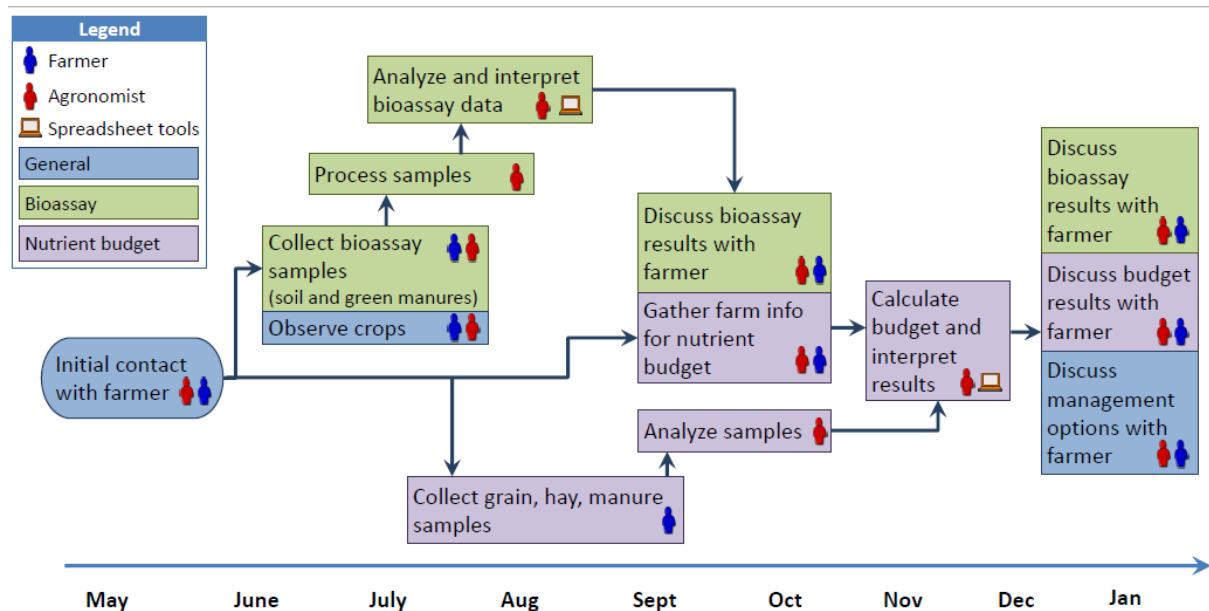 Legend
Farmer
Agronomist
Spreadsheet tools
General
Bioassay
Nutrient budget
Analyze and interpret
bioassay data
Process samples
Collect bioassay
samples
(soil and green manures)
Observe crops
Initial contact
with farmer
Discuss bioassay
results with
farmer
Gather farm info
for nutrient
budget
Analyze samples
Collect grain, hay, manure
samples
Calculate
budget and
interpret
results
Discuss
bioassay
results with
farmer
Discuss budget
results with
farmer
Discuss
management
options with
farmer
May
June
July
Aug
Sept
Oct
Nov
Dec
Jan